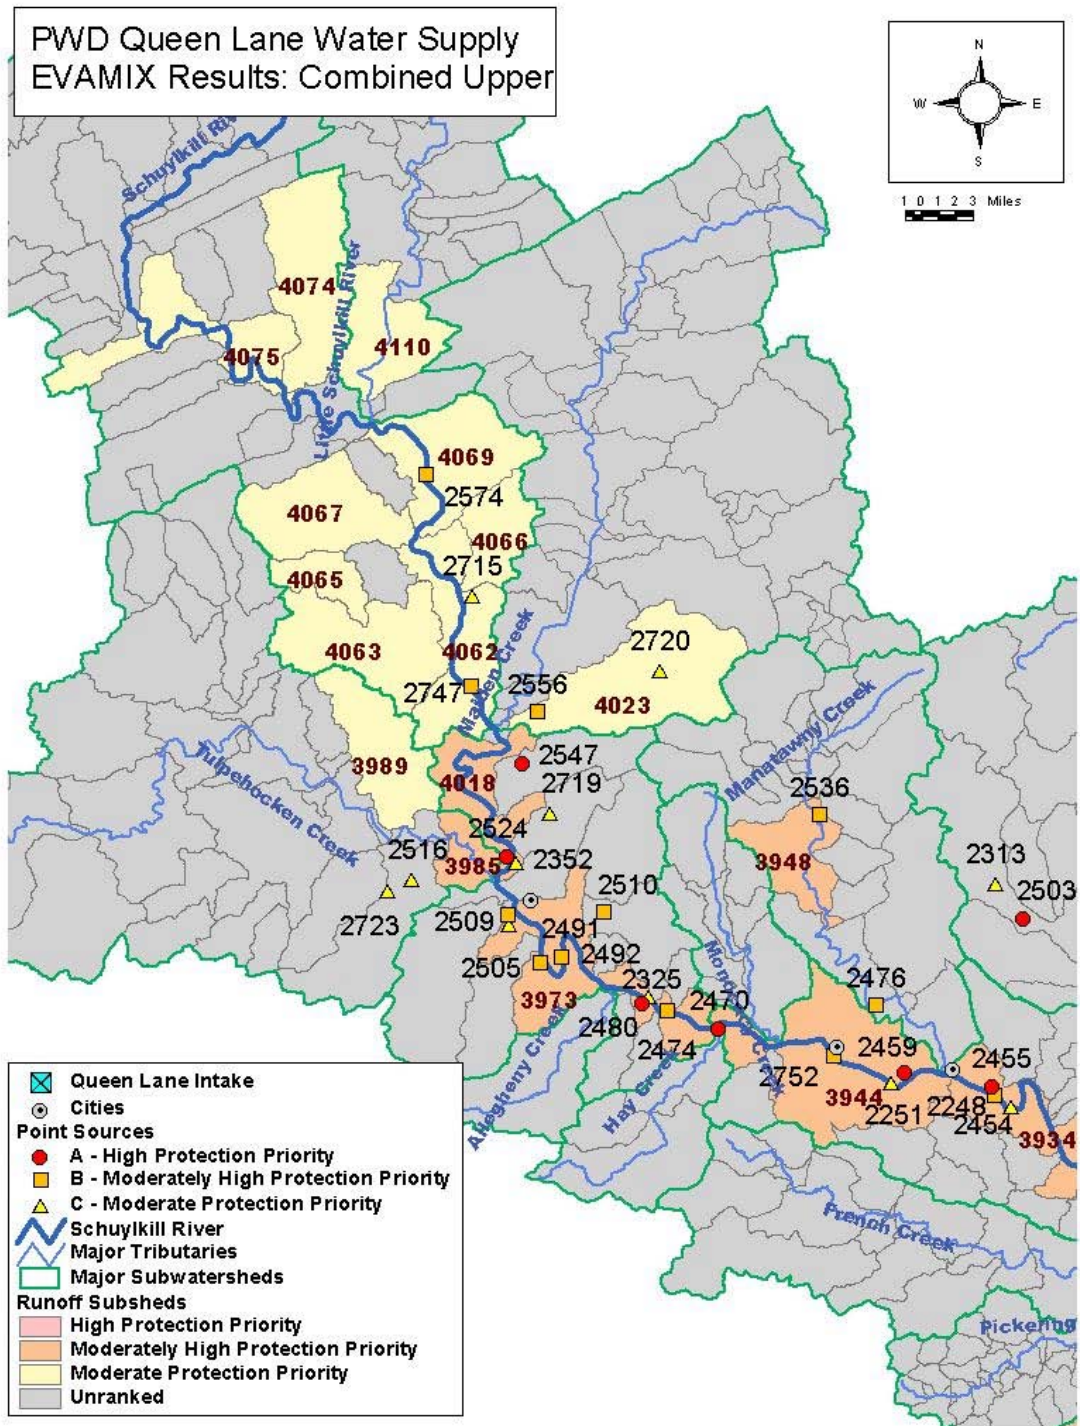 PWD Queen Lane Water Supply
EVAMIX Results: Combined Upper
N
W
E
S
1 0 1 2 3 Miles
Schuylkill
4074
Little Schuylkill River
4110
4075
4069
2574
4067
4066
2715
4065
4063
4062
2720
Maiden Creek
2747
2556
4023
2547
3989
4018
2719
Tulpehocken Creek
Manatawny Creek
2536
2524
2516
3985
2352
3948
2313
2503
2510
2723
2509
2491
2492
2505
2325
2476
3973
2470
2480
2474
2459
2455
2752
3944
2251
2248
2454
3934
Allegheny Creek
Hay Creek
French Creek
Pickering
Queen Lane Intake
Cities
Point Sources
A - High Protection Priority
B - Moderately High Protection Priority
C - Moderate Protection Priority
Schuylkill River
Major Tributaries
Major Subwatersheds
Runoff Subsheds
High Protection Priority
Moderately High Protection Priority
Moderate Protection Priority
Unranked